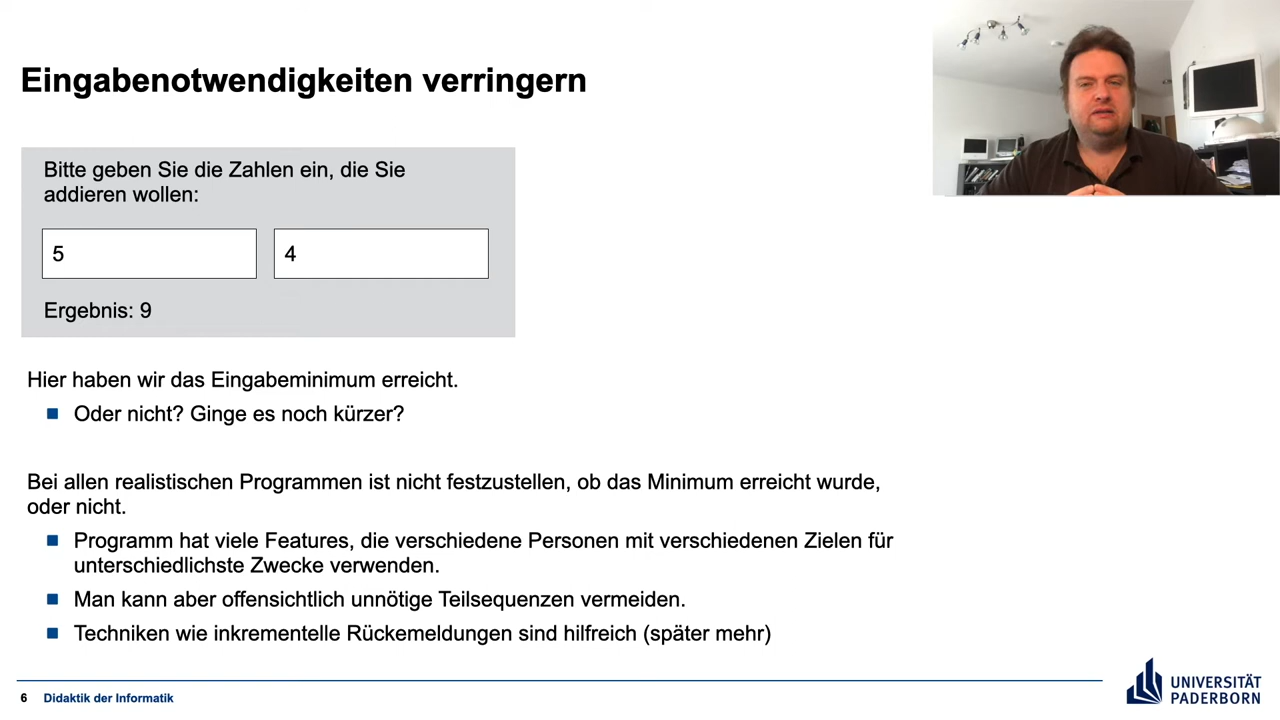 Eingabenotwendigkeiten verringern
Bitte geben Sie die Zahlen ein, die Sie
addieren wollen:
5 4
Ergebnis: 9
Hier haben wir das Eingabeminimum erreicht.
Oder nicht? Ginge es noch kürzer?
Bei allen realistischen Programmen ist nicht festzustellen, ob das Minimum erreicht wurde,
oder nicht.
Programm hat viele Features, die verschiedene Personen mit verschiedenen Zielen für
unterschiedlichste Zwecke verwenden.
Man kann aber offensichtlich unnötige Teilsequenzen vermeiden.
Techniken wie inkrementelle Rückemeldungen sind hilfreich (später mehr)
6 Didaktik der Informatik
UNIVERSITÄT
PADERBORN